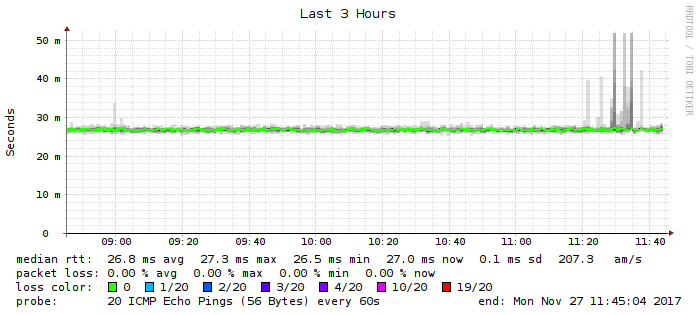 Last 3 Hours
RRDTOOL / TOBI OETIKER
Seconds
50 m
40 m
30 m
20 m
10 m
0
09:00 09:20 09:40 10:00 10:20 10:40 11:00 11:20 11:40
median rtt: 26.8 ms avg 27.3 ms max 26.5 ms min 27.0 ms now 0.1 ms sd 207.3 am/s
packet loss: 0.00 % avg 0.00 % max 0.00 % min 0.00 % now
loss color: 0 1/20 2/20 3/20 4/20 10/20 19/20
probe: 20 ICMP Echo Pings (56 Bytes) every 60s end: Mon Nov 27 11:45:04 2017